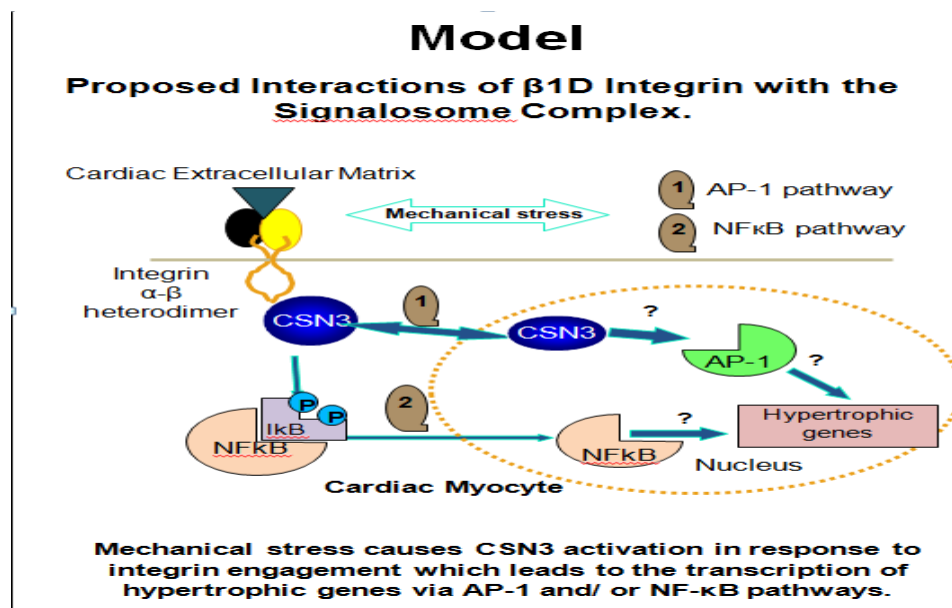 Model
Proposed Interactions of β1D Integrin with the
Signalosome Complex.
Cardiac Extracellular Matrix
Mechanical stress
1 AP-1 pathway
2 NFκB pathway
Integrin
α-β
heterodimer
CSN3
1
CSN3
?
AP-1
?
P
P
IkB
NFkB
2
NFkB
?
Hypertrophic
genes
Nucleus
Cardiac Myocyte
Mechanical stress causes CSN3 activation in response to
integrin engagement which leads to the transcription of
hypertrophic genes via AP-1 and/ or NF-κB pathways.